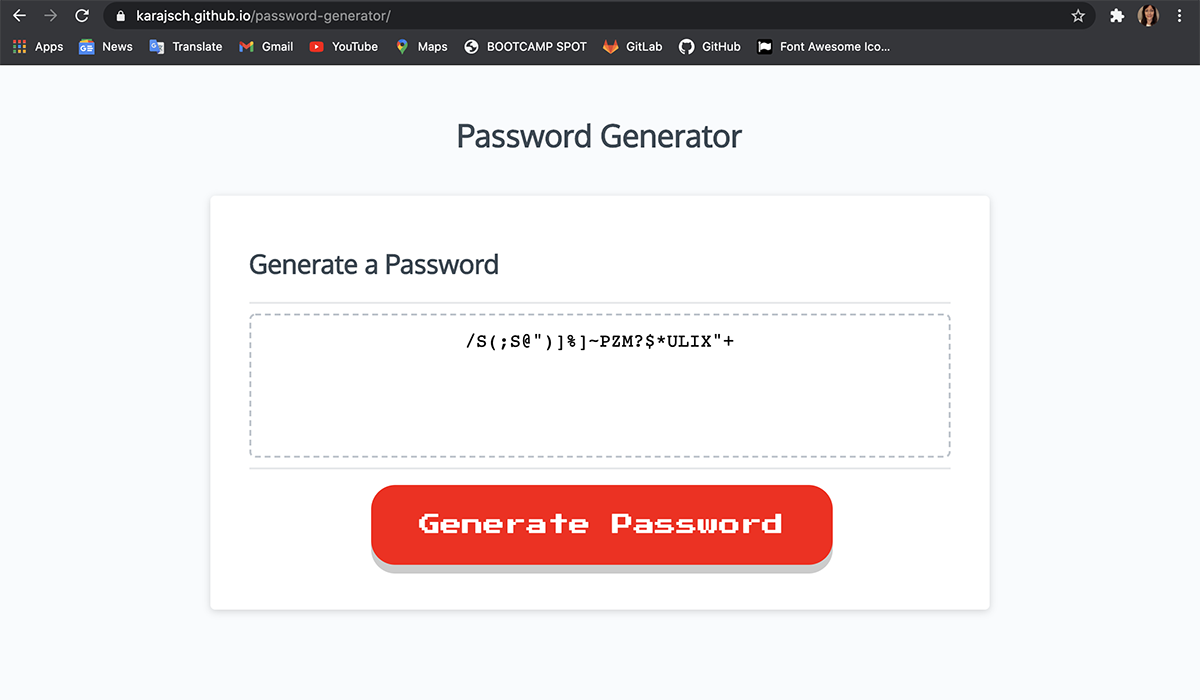 karajsch.github.io/password-generator/
Apps News Translate Gmail YouTube Maps BOOTCAMP SPOT GitLab GitHub Font Awesome Ico...
Password Generator
Generate a Password
/S(;S@")]%]~PZM?$*ULIX"+
Generate Password